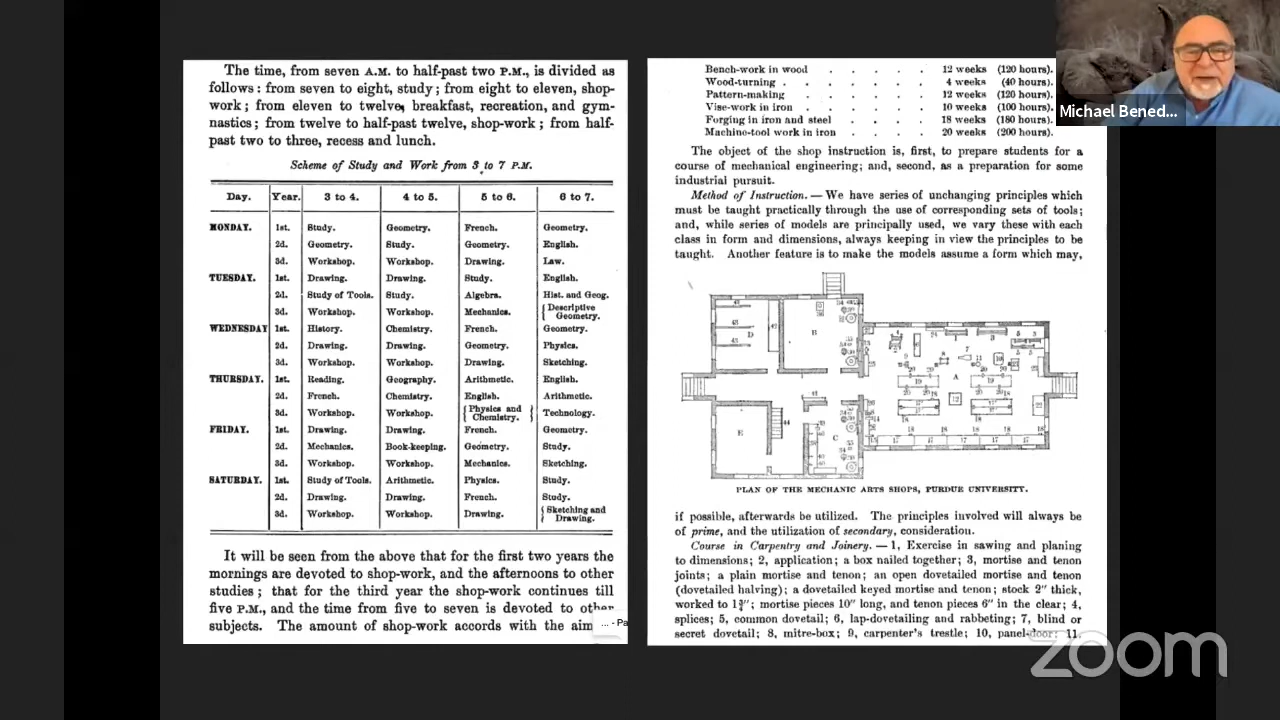 The time, from seven A.M. to half-past two P.M., is divided as
follows: from seven to eight, study; from eight to eleven, shop-
work; from eleven to twelve, breakfast, recreation, and gym-
nastics; from twelve to half-past twelve, shop-work; from half-
past two to three, recess and lunch.
Scheme of Study and Work from 3 to 7 P.M.
Day. Year. 3 to 4. 4 to 5. 5 to 6. 6 to 7.
MONDAY. 1st. Study. Geometry. French. Geometry.
2d. Geometry. Study. Geometry. English.
3d. Workshop. Workshop. Drawing. Law.
TUESDAY. 1st. Drawing. Drawing. Study. English.
2d. Study of Tools. Study. Algebra. Hist. and Geog.
3d. Workshop. Workshop. Mechanics. { Descriptive
Geometry.
WEDNESDAY 1st. History. Chemistry. French. Geometry.
2d. Drawing. Drawing. Geometry. Physics.
3d. Workshop. Workshop. Drawing. Sketching.
THURSDAY. 1st. Reading. Geography. Arithmetic. English.
2d. French. Chemistry. English. Arithmetic.
3d. Workshop. Workshop. { Physics and } Technology.
Chemistry.
FRIDAY. 1st. Drawing. Drawing. French. Geometry.
2d. Mechanics. Book-keeping. Geometry. Study.
3d. Workshop. Workshop. Mechanics. Sketching.
SATURDAY. 1st. Study of Tools. Arithmetic. Physics. Study.
2d. Drawing. Drawing. French. Study.
3d. Workshop. Workshop. Drawing. { Sketching and
Drawing.
It will be seen from the above that for the first two years the
mornings are devoted to shop-work, and the afternoons to other
studies; that for the third year the shop-work continues till
five P.M., and the time from five to seven is devoted to other
subjects. The amount of shop-work accords with the aim
... - Pa
Bench-work in wood . . . . . 12 weeks (120 hours).
Wood-turning . . . . . . 4 weeks (40 hours).
Pattern-making . . . . . 12 weeks (120 hours).
Vise-work in iron . . . . . 10 weeks (100 hours).
Forging in iron and steel . . . . 18 weeks (180 hours).
Machine-tool work in iron . . . . 20 weeks (200 hours).
The object of the shop instruction is, first, to prepare students for a
course of mechanical engineering; and, second, as a preparation for some
industrial pursuit.
Method of Instruction. — We have series of unchanging principles which
must be taught practically through the use of corresponding sets of tools;
and, while series of models are principally used, we vary these with each
class in form and dimensions, always keeping in view the principles to be
taught. Another feature is to make the models assume a form which may,
D B A E C
PLAN OF THE MECHANIC ARTS SHOPS, PURDUE UNIVERSITY.
if possible, afterwards be utilized. The principles involved will always be
of prime, and the utilization of secondary, consideration.
Course in Carpentry and Joinery. — 1, Exercise in sawing and planing
to dimensions; 2, application; a box nailed together; 3, mortise and tenon
joints; a plain mortise and tenon; an open dovetailed mortise and tenon
(dovetailed halving); a dovetailed keyed mortise and tenon; stock 2″ thick,
worked to 1¾″; mortise pieces 10″ long, and tenon pieces 6″ in the clear; 4,
splices; 5, common dovetail; 6, lap-dovetailing and rabbeting; 7, blind or
secret dovetail; 8, mitre-box; 9, carpenter's trestle; 10, panel-door; 11,
Michael Bened...
zoom